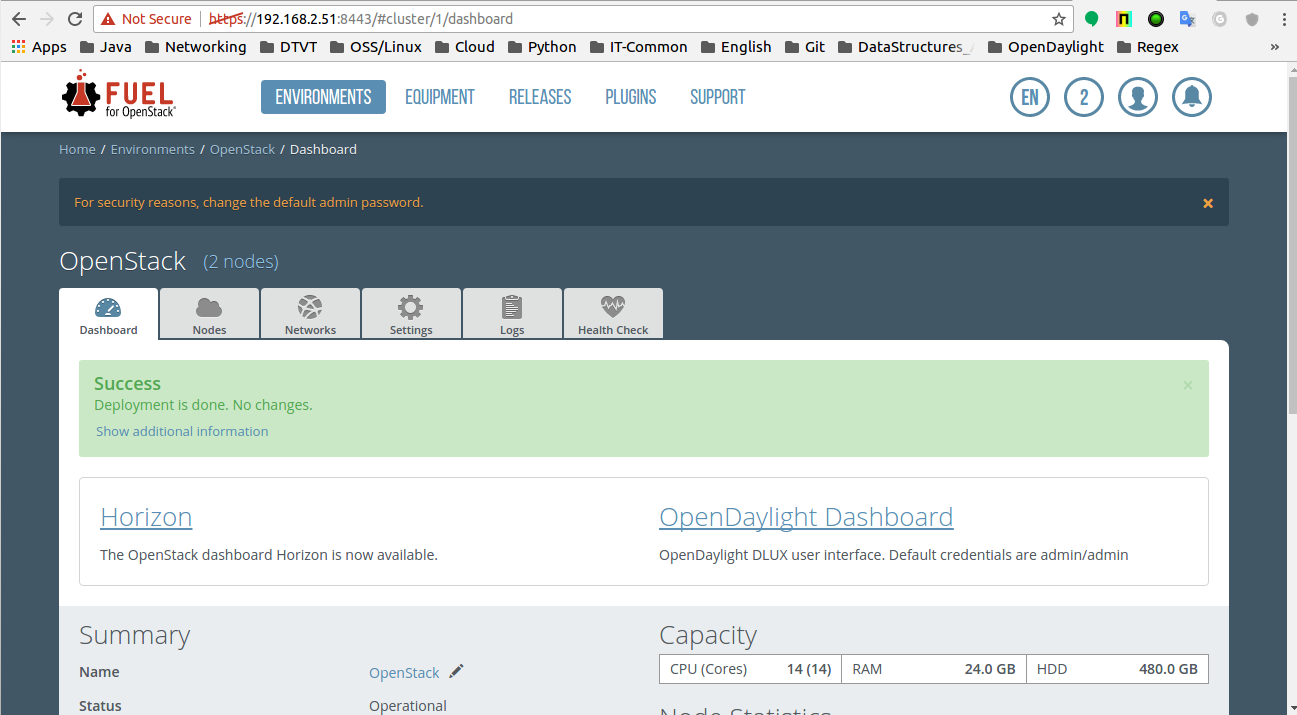 Not Secure https://192.168.2.51:8443/#cluster/1/dashboard
Apps Java Networking DTVT OSS/Linux Cloud Python IT-Common English Git DataStructures_ OpenDaylight Regex »
FUEL for OpenStack ENVIRONMENTS EQUIPMENT RELEASES PLUGINS SUPPORT EN 2
Home / Environments / OpenStack / Dashboard
For security reasons, change the default admin password. ×
OpenStack (2 nodes)
Dashboard Nodes Networks Settings Logs Health Check
Success ×
Deployment is done. No changes.
Show additional information
Horizon OpenDaylight Dashboard
The OpenStack dashboard Horizon is now available. OpenDaylight DLUX user interface. Default credentials are admin/admin
Summary Capacity
Name OpenStack CPU (Cores) 14 (14) RAM 24.0 GB HDD 480.0 GB
Status Operational Node Statistics